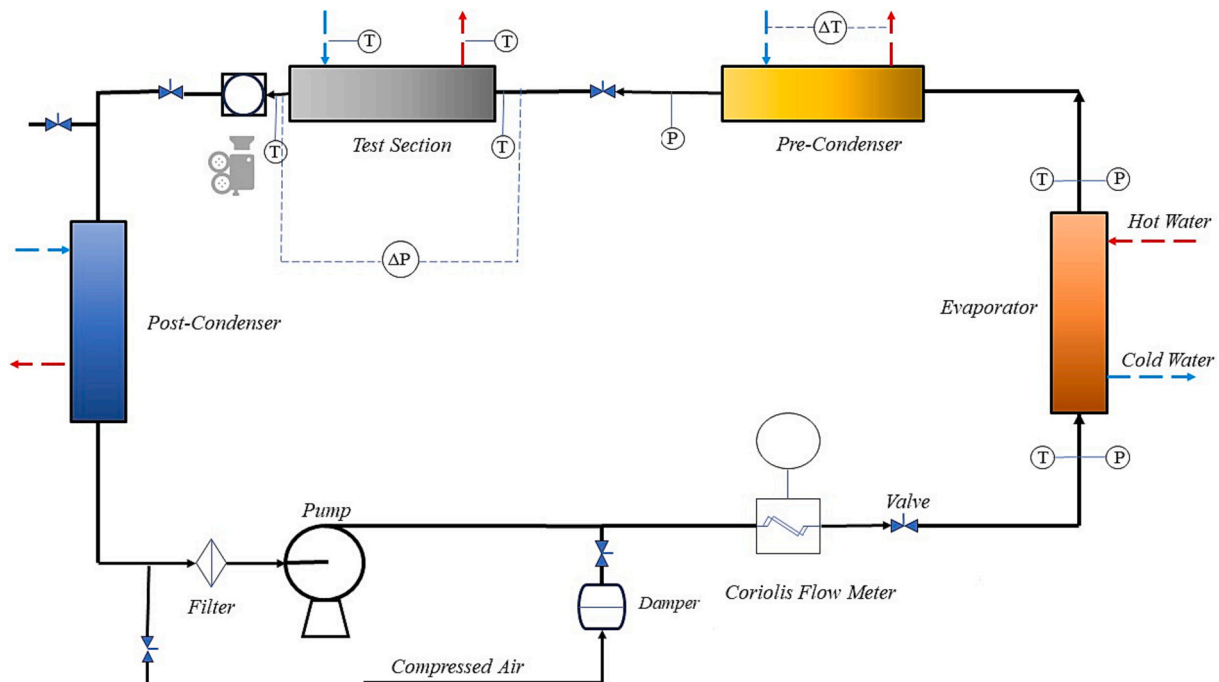 T
T
ΔT
Test Section
Pre-Condenser
T
T
P
T
P
Hot Water
ΔP
Evaporator
Post-Condenser
Cold Water
T
P
Pump
Valve
Filter
Damper
Coriolis Flow Meter
Compressed Air